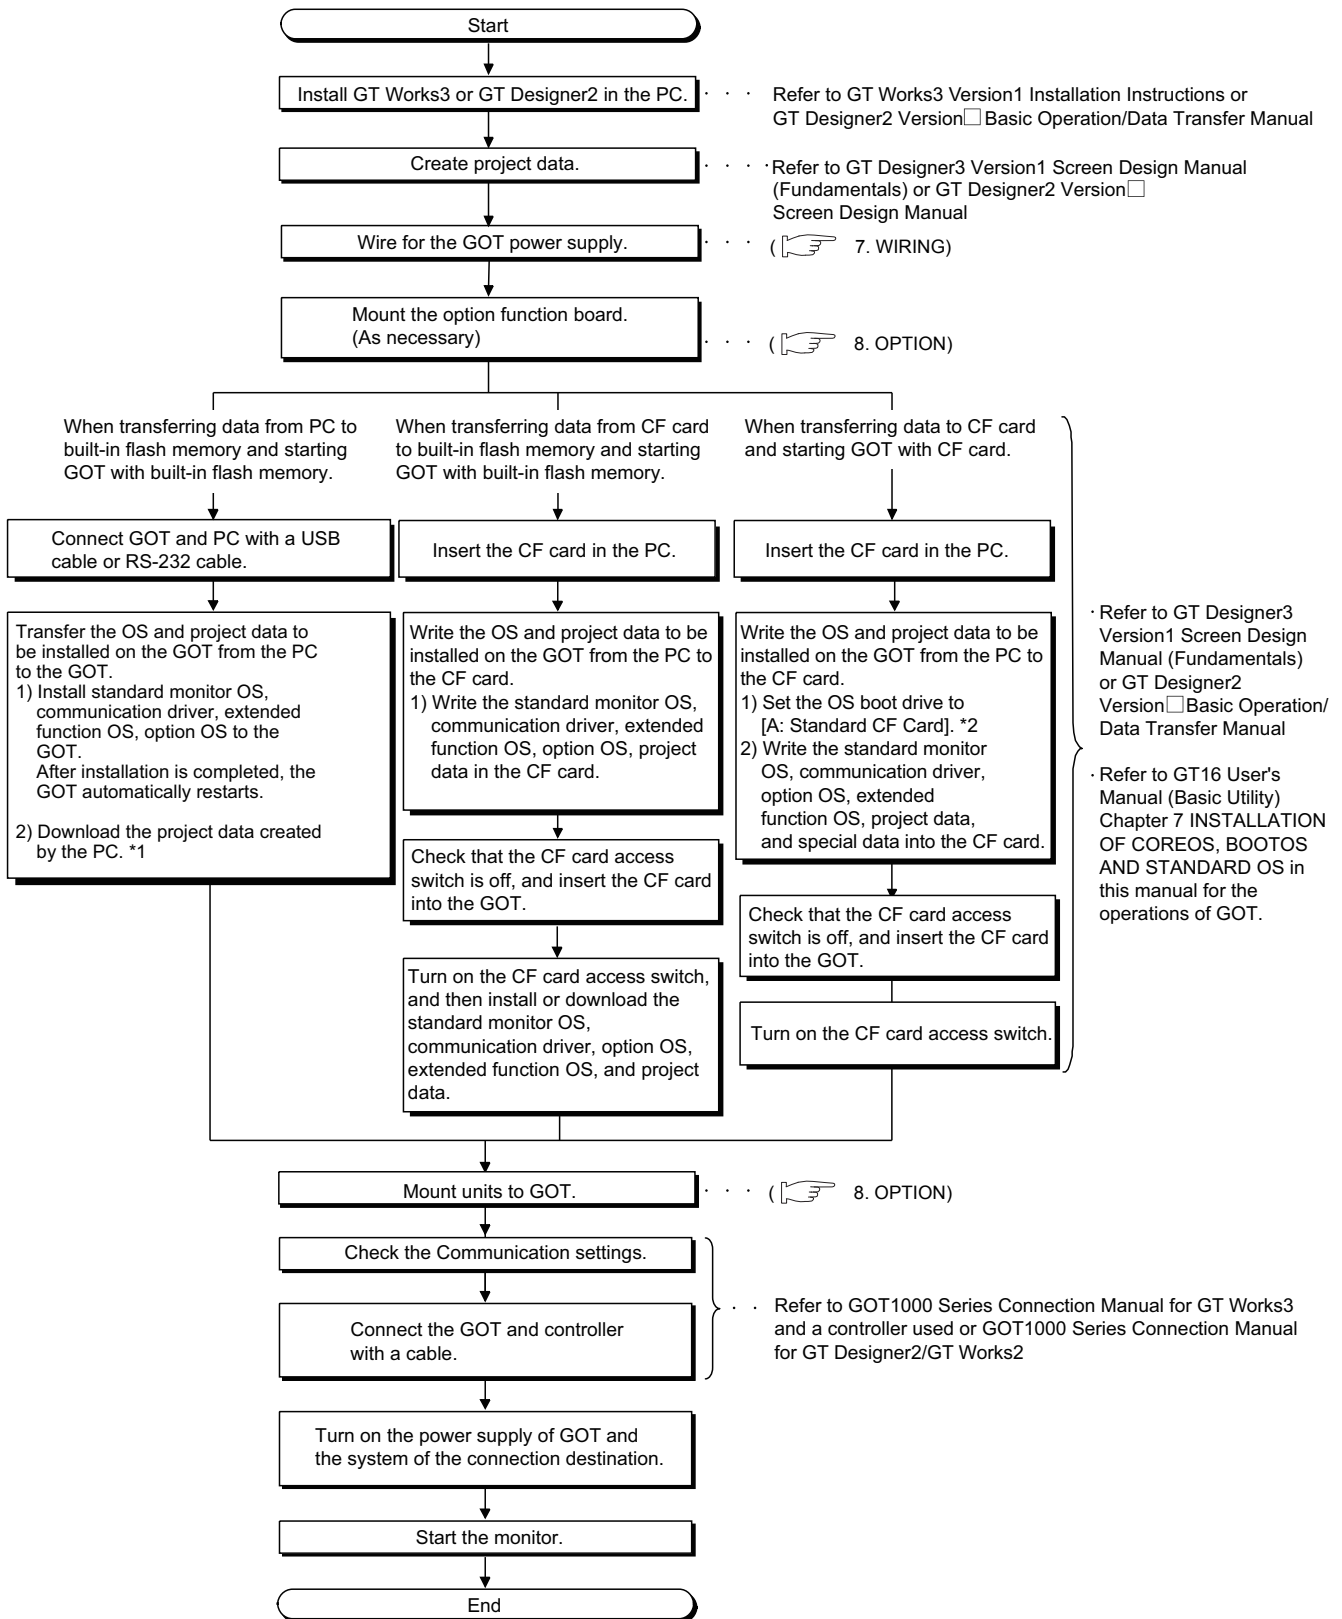 Start
Install GT Works3 or GT Designer2 in the PC.
· · · Refer to GT Works3 Version1 Installation Instructions or
GT Designer2 Version□ Basic Operation/Data Transfer Manual
Create project data.
· · · · Refer to GT Designer3 Version1 Screen Design Manual
(Fundamentals) or GT Designer2 Version□
Screen Design Manual
Wire for the GOT power supply.
· · · ( 7. WIRING)
Mount the option function board.
(As necessary)
· · · ( 8. OPTION)
When transferring data from PC to
built-in flash memory and starting
GOT with built-in flash memory.
Connect GOT and PC with a USB
cable or RS-232 cable.
Transfer the OS and project data to
be installed on the GOT from the PC
to the GOT.
1) Install standard monitor OS,
communication driver, extended
function OS, option OS to the
GOT.
After installation is completed, the
GOT automatically restarts.
2) Download the project data created
by the PC. *1
When transferring data from CF card
to built-in flash memory and starting
GOT with built-in flash memory.
Insert the CF card in the PC.
Write the OS and project data to be
installed on the GOT from the PC to
the CF card.
1) Write the standard monitor OS,
communication driver, extended
function OS, option OS, project
data in the CF card.
Check that the CF card access
switch is off, and insert the CF card
into the GOT.
Turn on the CF card access switch,
and then install or download the
standard monitor OS,
communication driver, option OS,
extended function OS, and project
data.
When transferring data to CF card
and starting GOT with CF card.
Insert the CF card in the PC.
Write the OS and project data to be
installed on the GOT from the PC to
the CF card.
1) Set the OS boot drive to
[A: Standard CF Card]. *2
2) Write the standard monitor
OS, communication driver,
option OS, extended
function OS, project data,
and special data into the CF card.
Check that the CF card access
switch is off, and insert the CF card
into the GOT.
Turn on the CF card access switch.
· Refer to GT Designer3
Version1 Screen Design
Manual (Fundamentals)
or GT Designer2
Version□ Basic Operation/
Data Transfer Manual
· Refer to GT16 User's
Manual (Basic Utility)
Chapter 7 INSTALLATION
OF COREOS, BOOTOS
AND STANDARD OS in
this manual for the
operations of GOT.
Mount units to GOT.
· · · ( 8. OPTION)
Check the Communication settings.
Connect the GOT and controller
with a cable.
· · Refer to GOT1000 Series Connection Manual for GT Works3
and a controller used or GOT1000 Series Connection Manual
for GT Designer2/GT Works2
Turn on the power supply of GOT and
the system of the connection destination.
Start the monitor.
End